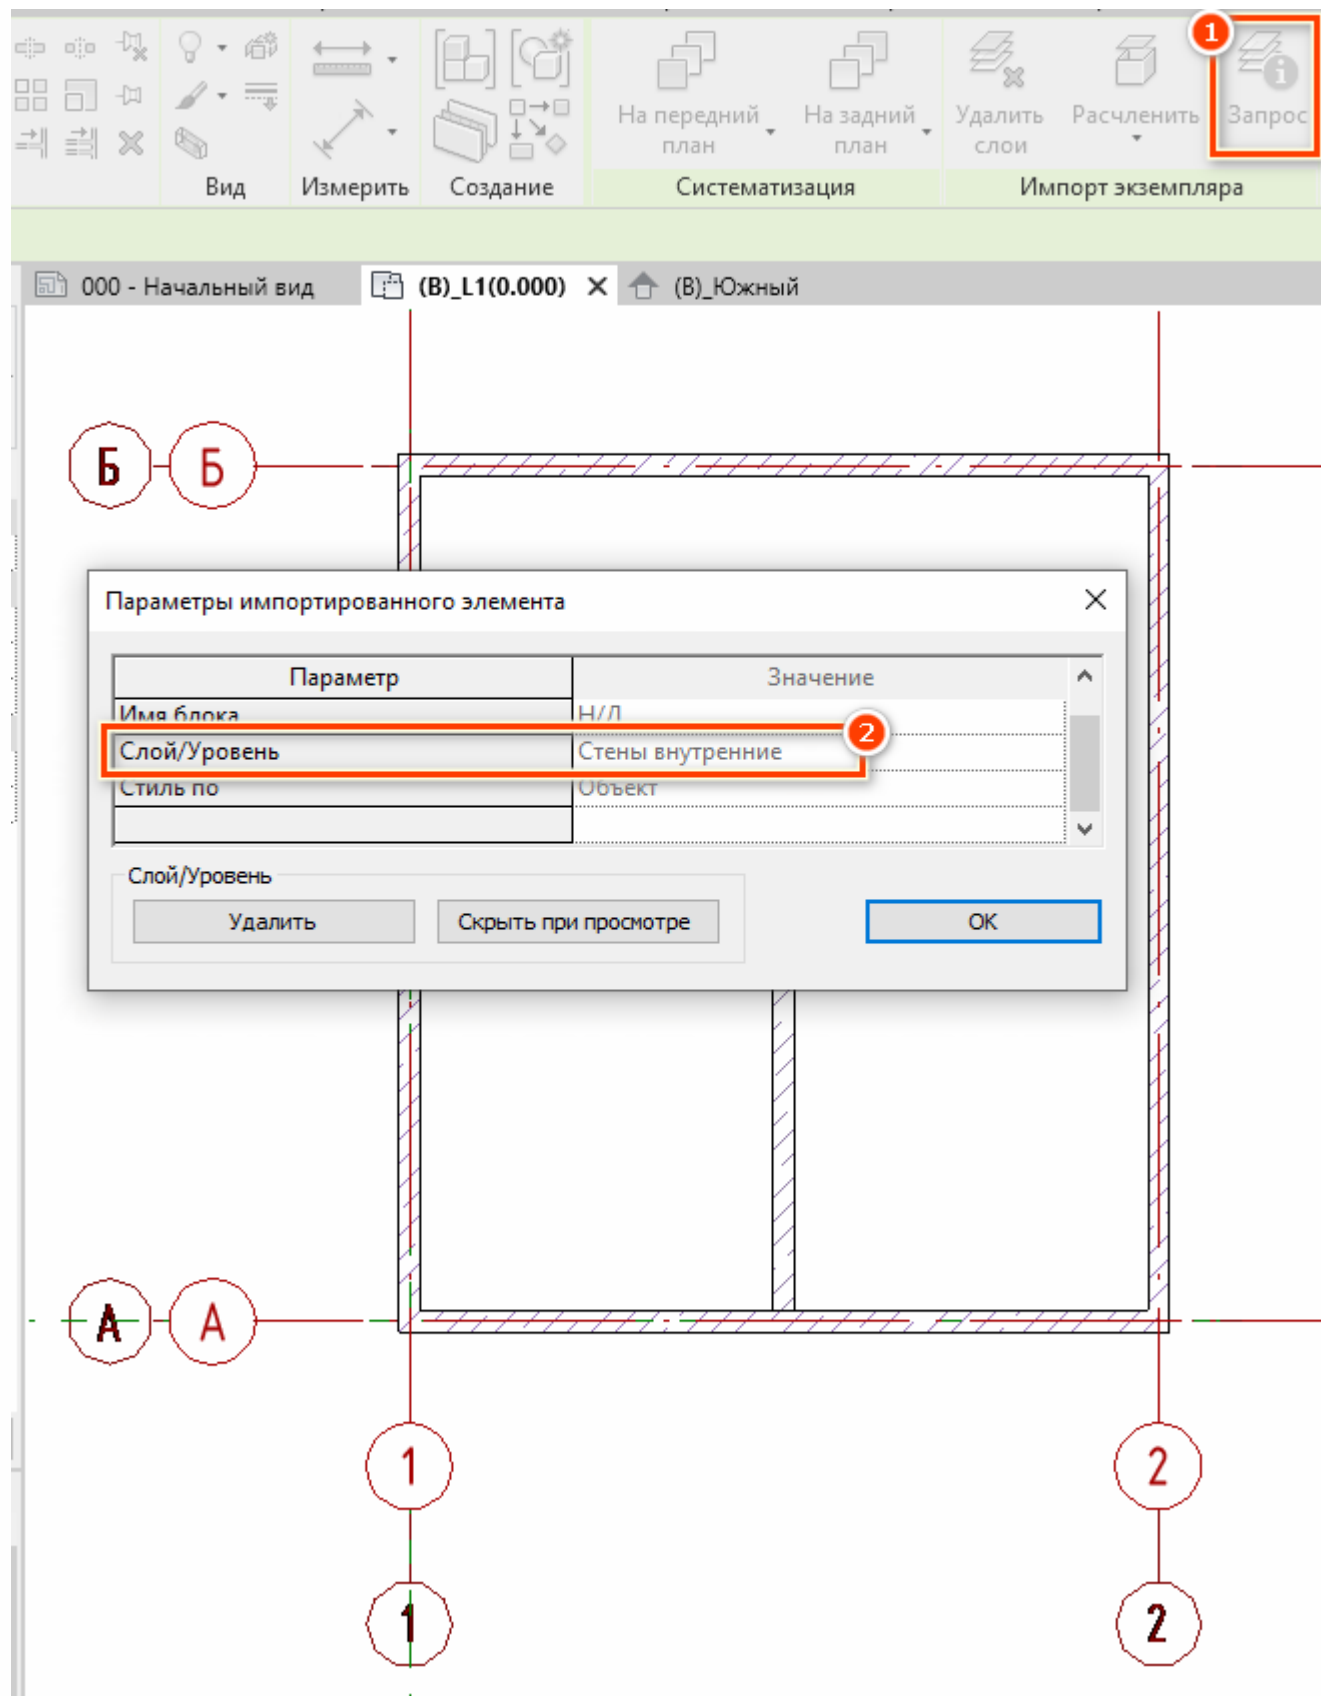 1
На передний план
На задний план
Удалить слои
Расчленить
Запрос
Вид
Измерить
Создание
Систематизация
Импорт экземпляра
000 - Начальный вид
(В)_L1(0.000)
(В)_Южный
Б Б
Параметры импортированного элемента
Параметр Значение
Имя блока Н/Д
2
Слой/Уровень Стены внутренние
Стиль по Объект
Слой/Уровень
Удалить Скрыть при просмотре OK
А А
1 2
1 2